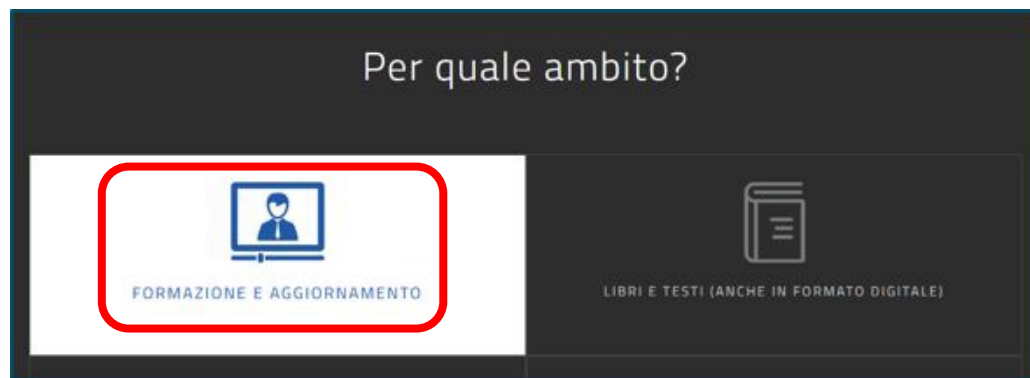 Per quale ambito?
FORMAZIONE E AGGIORNAMENTO
LIBRI E TESTI (ANCHE IN FORMATO DIGITALE)